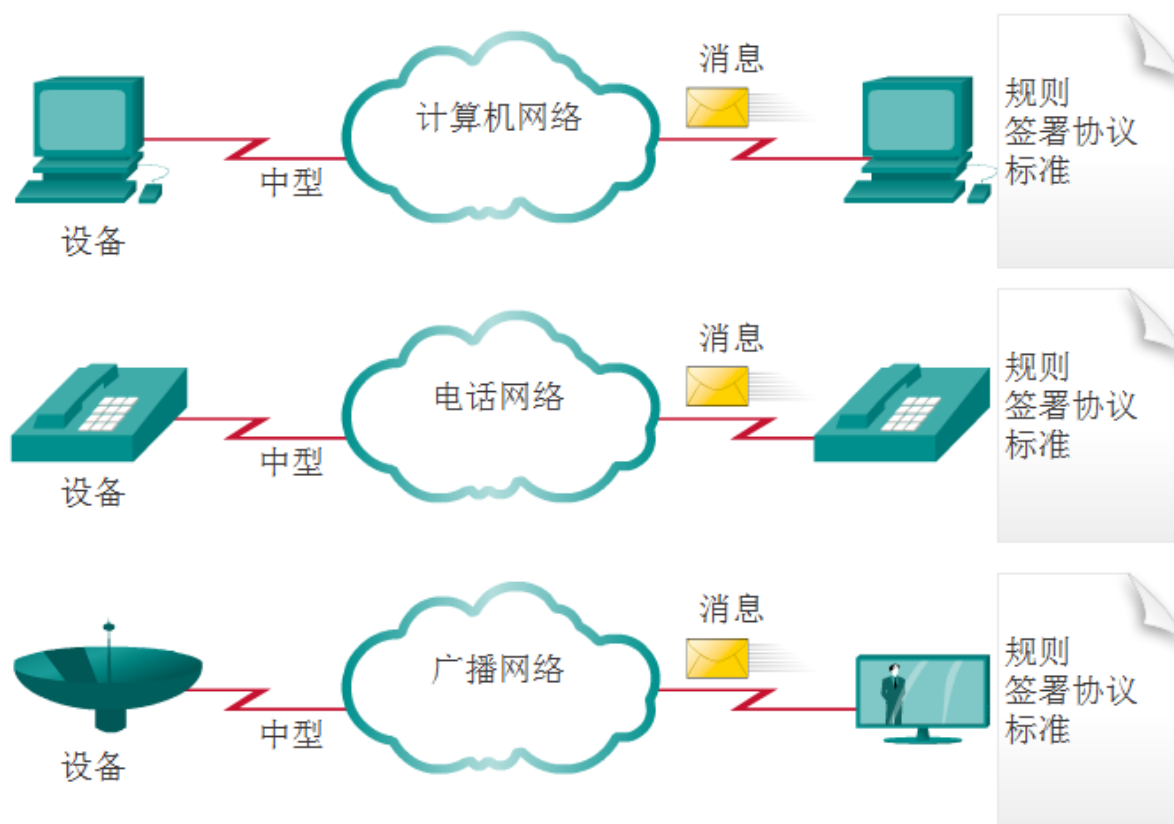 消息
计算机网络
规则
签署协议
标准
中型
设备
消息
电话网络
规则
签署协议
标准
中型
设备
消息
广播网络
规则
签署协议
标准
中型
设备